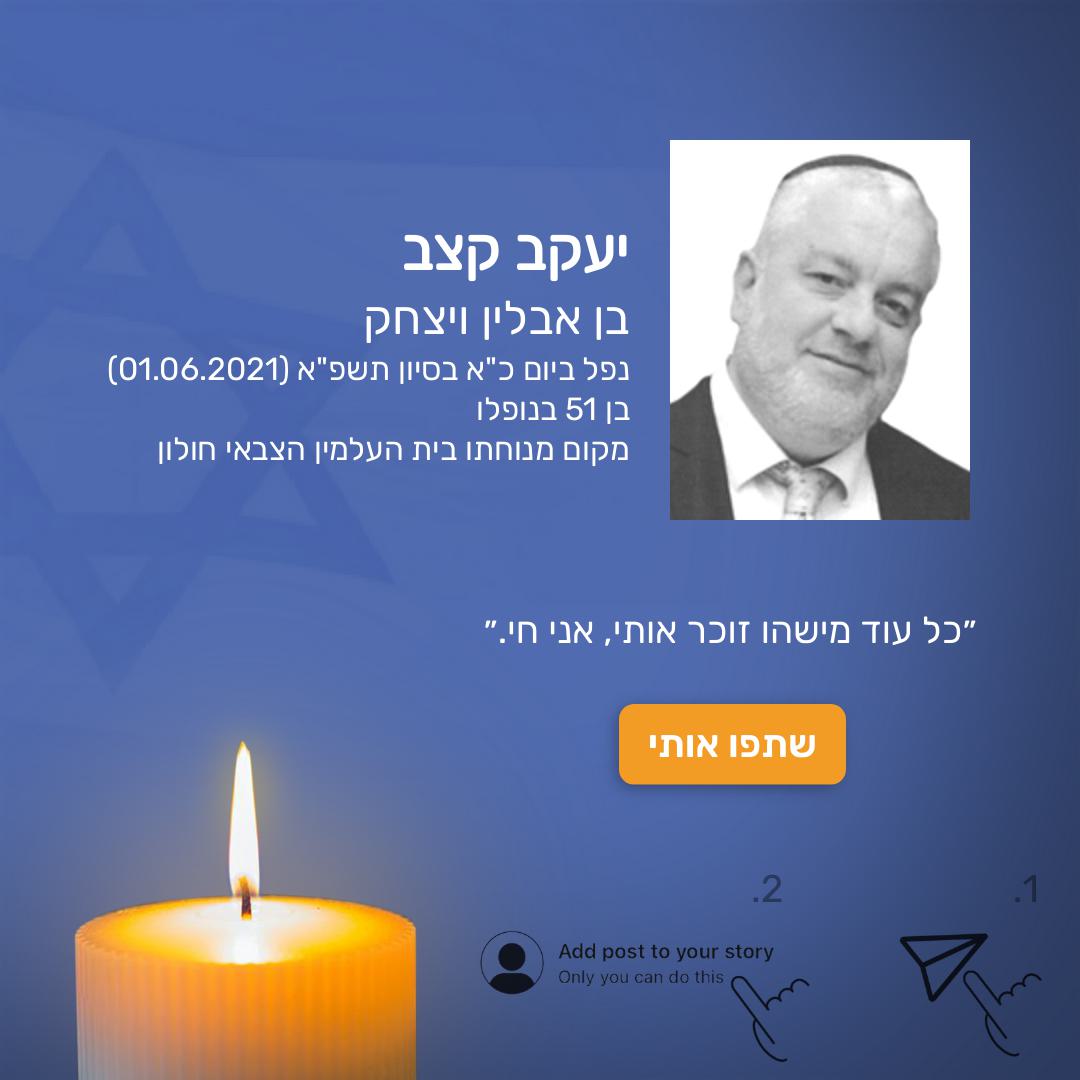 יעקב קצב
בן אבלין ויצחק
נפל ביום כ"א בסיון תשפ"א (01.06.2021)
בן 51 בנופלו
מקום מנוחתו בית העלמין הצבאי חולון
״כל עוד מישהו זוכר אותי, אני חי.״
שתפו אותי
1.
2.
Add post to your story
Only you can do this